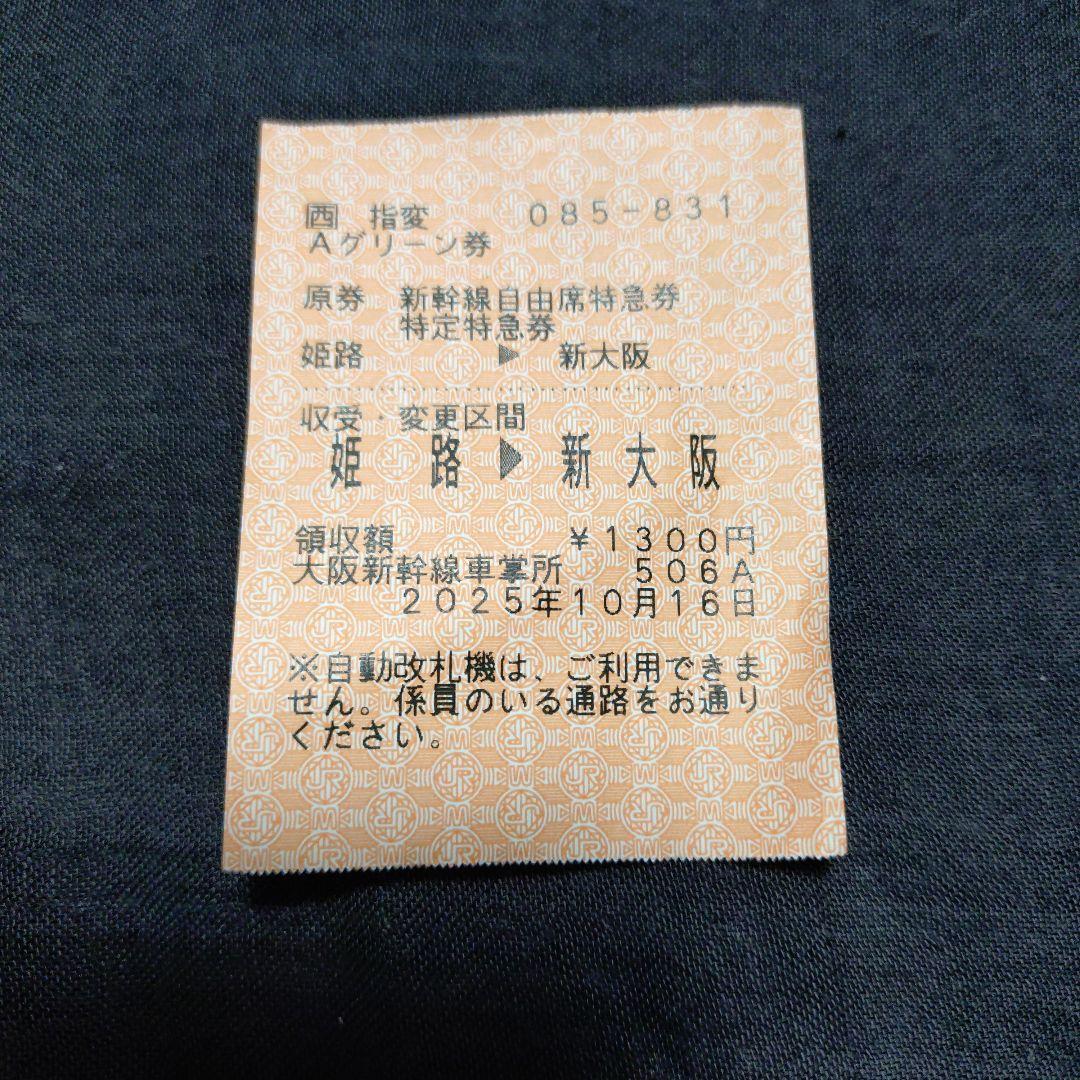 ㊄ 指変 085-831
Aグリーン券
原券 新幹線自由席特急券
特定特急券
姫路 ▶ 新大阪
収受・変更区間
姫路 ▶ 新大阪
領収額 ¥1300円
大阪新幹線車掌所 506A
2025年10月16日
※自動改札機は、ご利用できま
せん。係員のいる通路をお通り
ください。